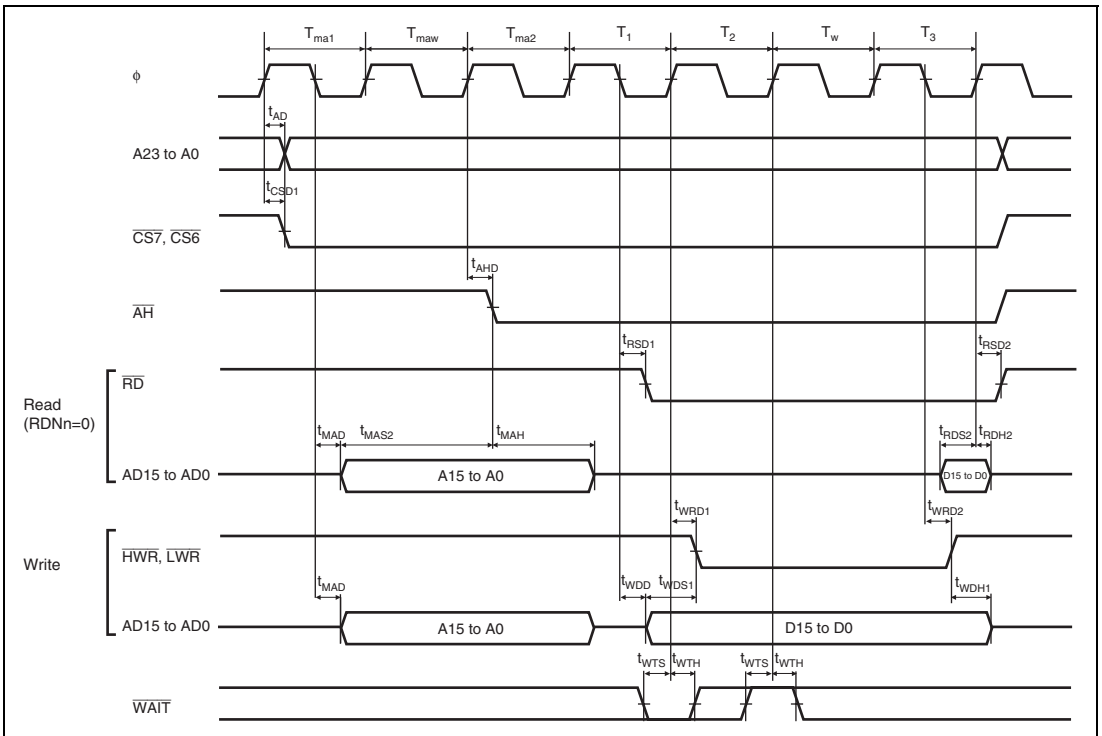 Tma1 Tmaw Tma2 T1 T2 Tw T3
φ
tAD
A23 to A0
tCSD1
CS7, CS6
tAHD
AH
tRSD1 tRSD2
RD
Read
(RDNn=0)
tMAD tMAS2 tMAH tRDS2 tRDH2
AD15 to AD0 A15 to A0 D15 to D0
tWRD1 tWRD2
Write HWR, LWR
tMAD tWDD tWDS1 tWDH1
AD15 to AD0 A15 to A0 D15 to D0
tWTS tWTH tWTS tWTH
WAIT